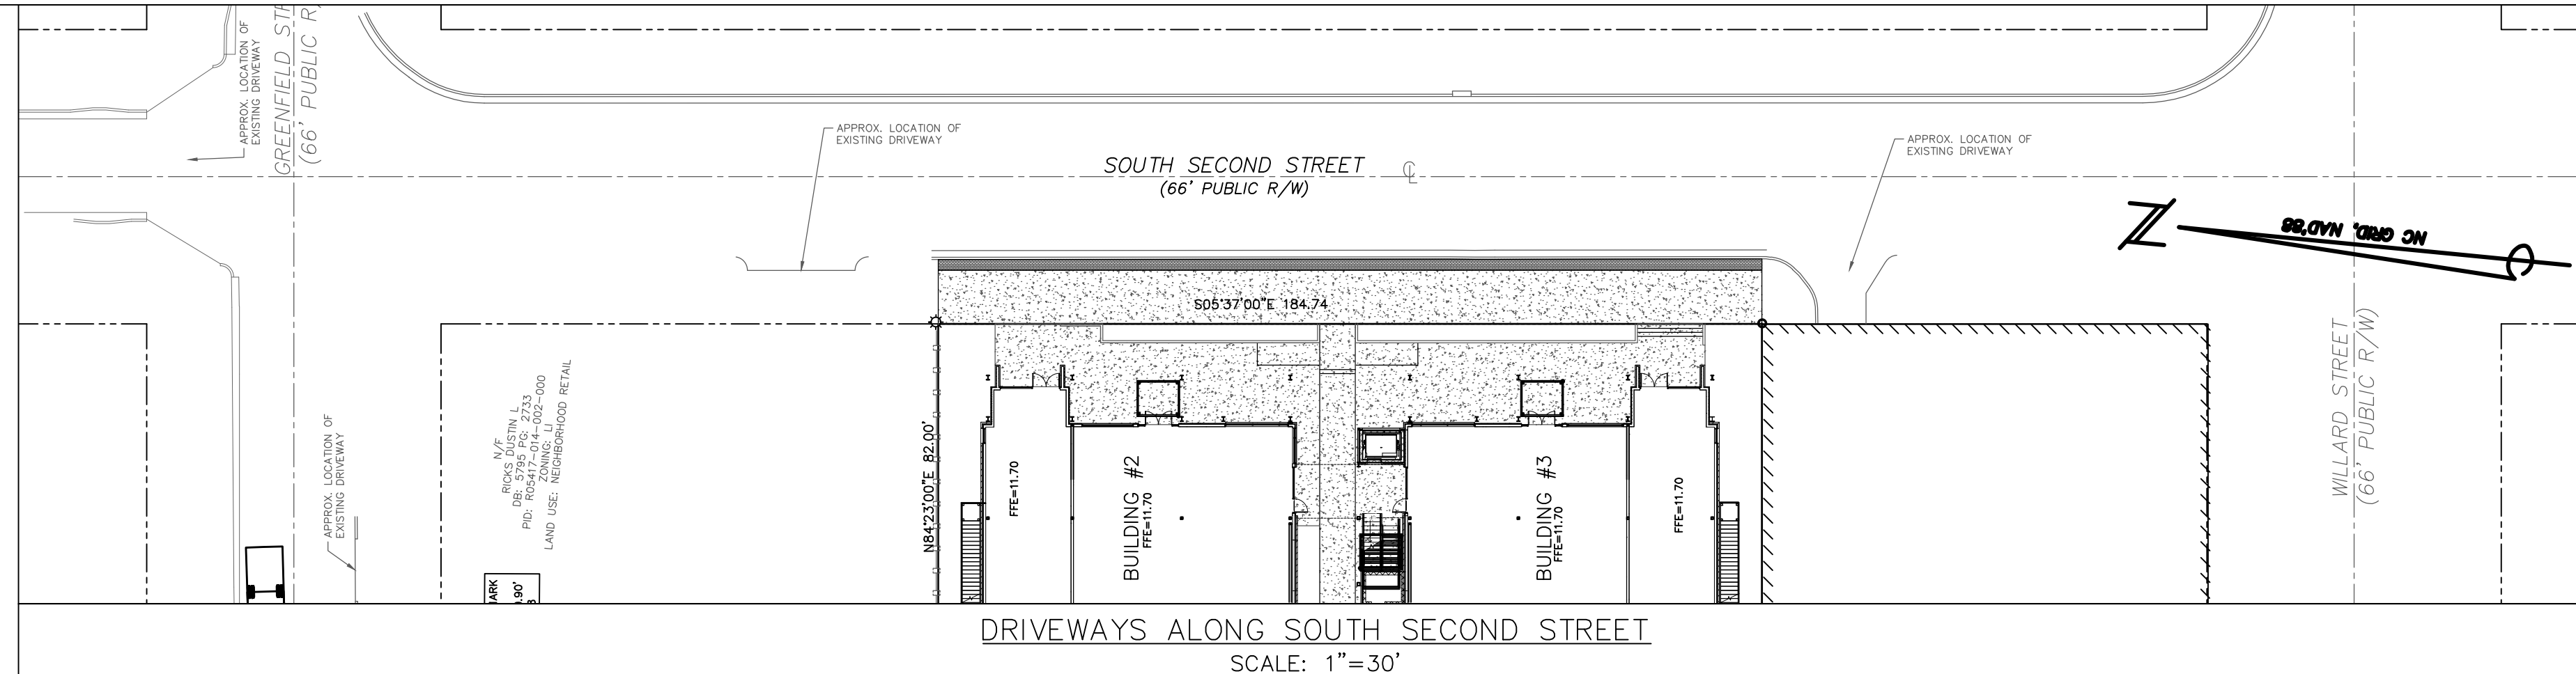 APPROX. LOCATION OF
EXISTING DRIVEWAY
(66' PUBLIC R/
APPROX. LOCATION OF
EXISTING DRIVEWAY
SOUTH SECOND STREET
(66' PUBLIC R/W)
APPROX. LOCATION OF
EXISTING DRIVEWAY
NC GRID, NAD'88
S05°37'00"E 184.74
WILLARD STREET
(66' PUBLIC R/W)
N/F
RICKS DUSTIN L
DB: 5795 PG: 2733
PID: R05417-014-002-000
ZONING: LI
LAND USE: NEIGHBORHOOD RETAIL
APPROX. LOCATION OF
EXISTING DRIVEWAY
N84°23'00"E 82.00'
FFE=11.70
BUILDING #2
FFE=11.70
BUILDING #3
FFE=11.70
FFE=11.70
GREENFIELD STR
DRIVEWAYS ALONG SOUTH SECOND STREET
SCALE: 1"=30'